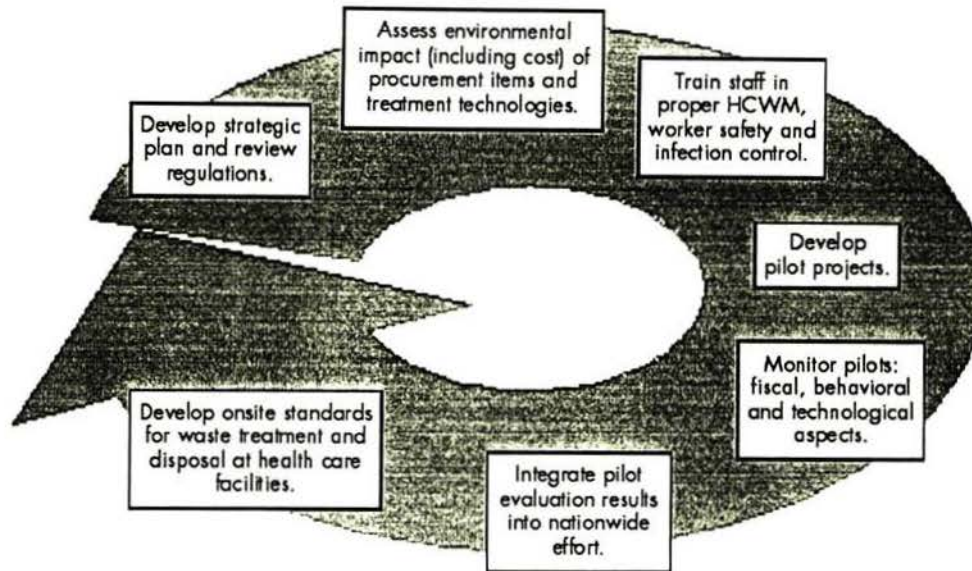 Assess environmental
impact (including cost) of
procurement items and
treatment technologies.
Train staff in
proper HCWM,
worker safety and
infection control.
Develop strategic
plan and review
regulations.
Develop
pilot projects.
Monitor pilots:
fiscal, behavioral
and technological
aspects.
Develop onsite standards
for waste treatment and
disposal at health care
facilities.
Integrate pilot
evaluation results
into nationwide
effort.